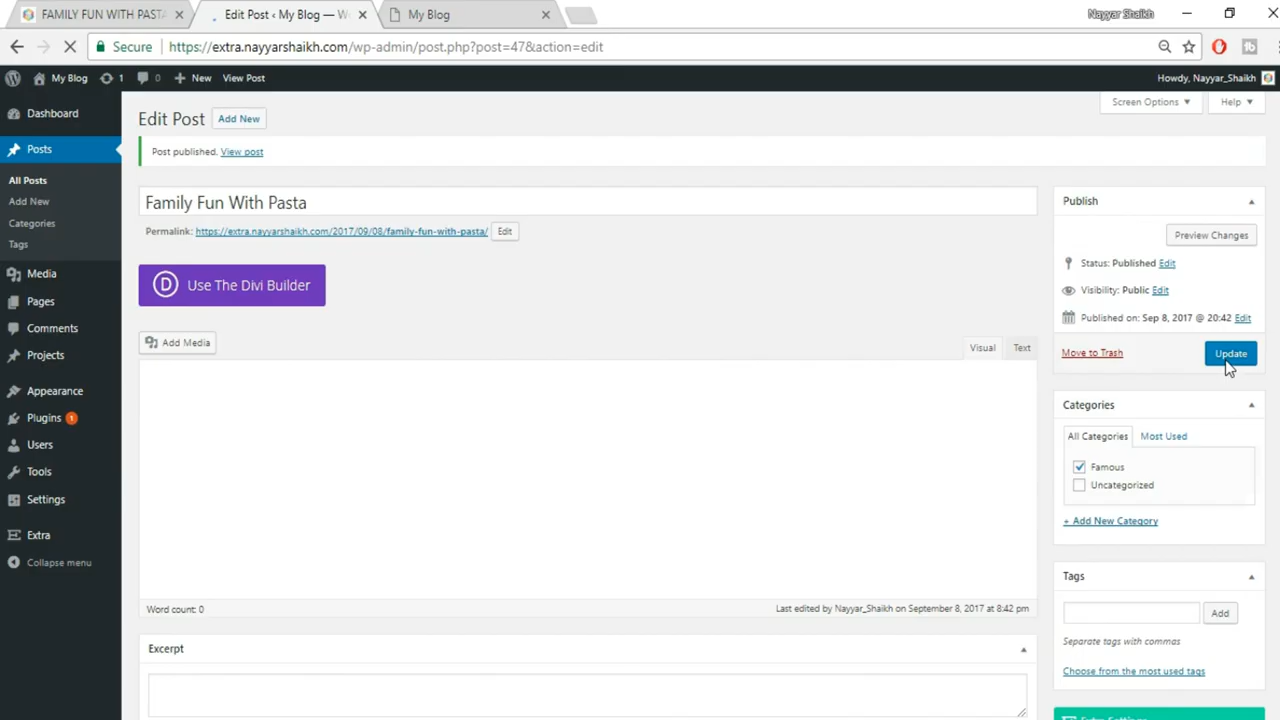 FAMILY FUN WITH PASTA
Edit Post ‹ My Blog — W
My Blog
Nayyar Shaikh
Secure
https://extra.nayyarshaikh.com/wp-admin/post.php?post=47&action=edit
My Blog
1
0
New
View Post
Howdy, Nayyar_Shaikh
Dashboard
Posts
All Posts
Add New
Categories
Tags
Media
Pages
Comments
Projects
Appearance
Plugins 1
Users
Tools
Settings
Extra
Collapse menu
Screen Options
Help
Edit Post
Add New
Post published. View post
Family Fun With Pasta
Permalink: https://extra.nayyarshaikh.com/2017/09/08/family-fun-with-pasta/ Edit
D Use The Divi Builder
Add Media
Visual Text
Word count: 0
Last edited by Nayyar_Shaikh on September 8, 2017 at 8:42 pm
Excerpt
Publish
Preview Changes
Status: Published Edit
Visibility: Public Edit
Published on: Sep 8, 2017 @ 20:42 Edit
Move to Trash
Update
Categories
All Categories Most Used
Famous
Uncategorized
+ Add New Category
Tags
Add
Separate tags with commas
Choose from the most used tags
Extra Settings